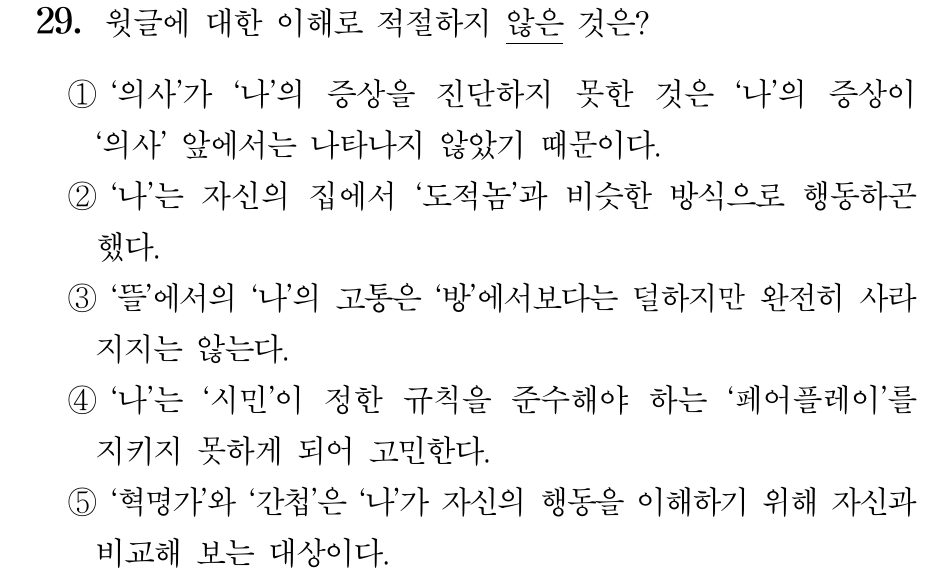 29. 윗글에 대한 이해로 적절하지 않은 것은?
① ‘의사’가 ‘나’의 증상을 진단하지 못한 것은 ‘나’의 증상이
‘의사’ 앞에서는 나타나지 않았기 때문이다.
② ‘나’는 자신의 집에서 ‘도적놈’과 비슷한 방식으로 행동하곤
했다.
③ ‘뜰’에서의 ‘나’의 고통은 ‘방’에서보다는 덜하지만 완전히 사라
지지는 않는다.
④ ‘나’는 ‘시민’이 정한 규칙을 준수해야 하는 ‘페어플레이’를
지키지 못하게 되어 고민한다.
⑤ ‘혁명가’와 ‘간첩’은 ‘나’가 자신의 행동을 이해하기 위해 자신과
비교해 보는 대상이다.